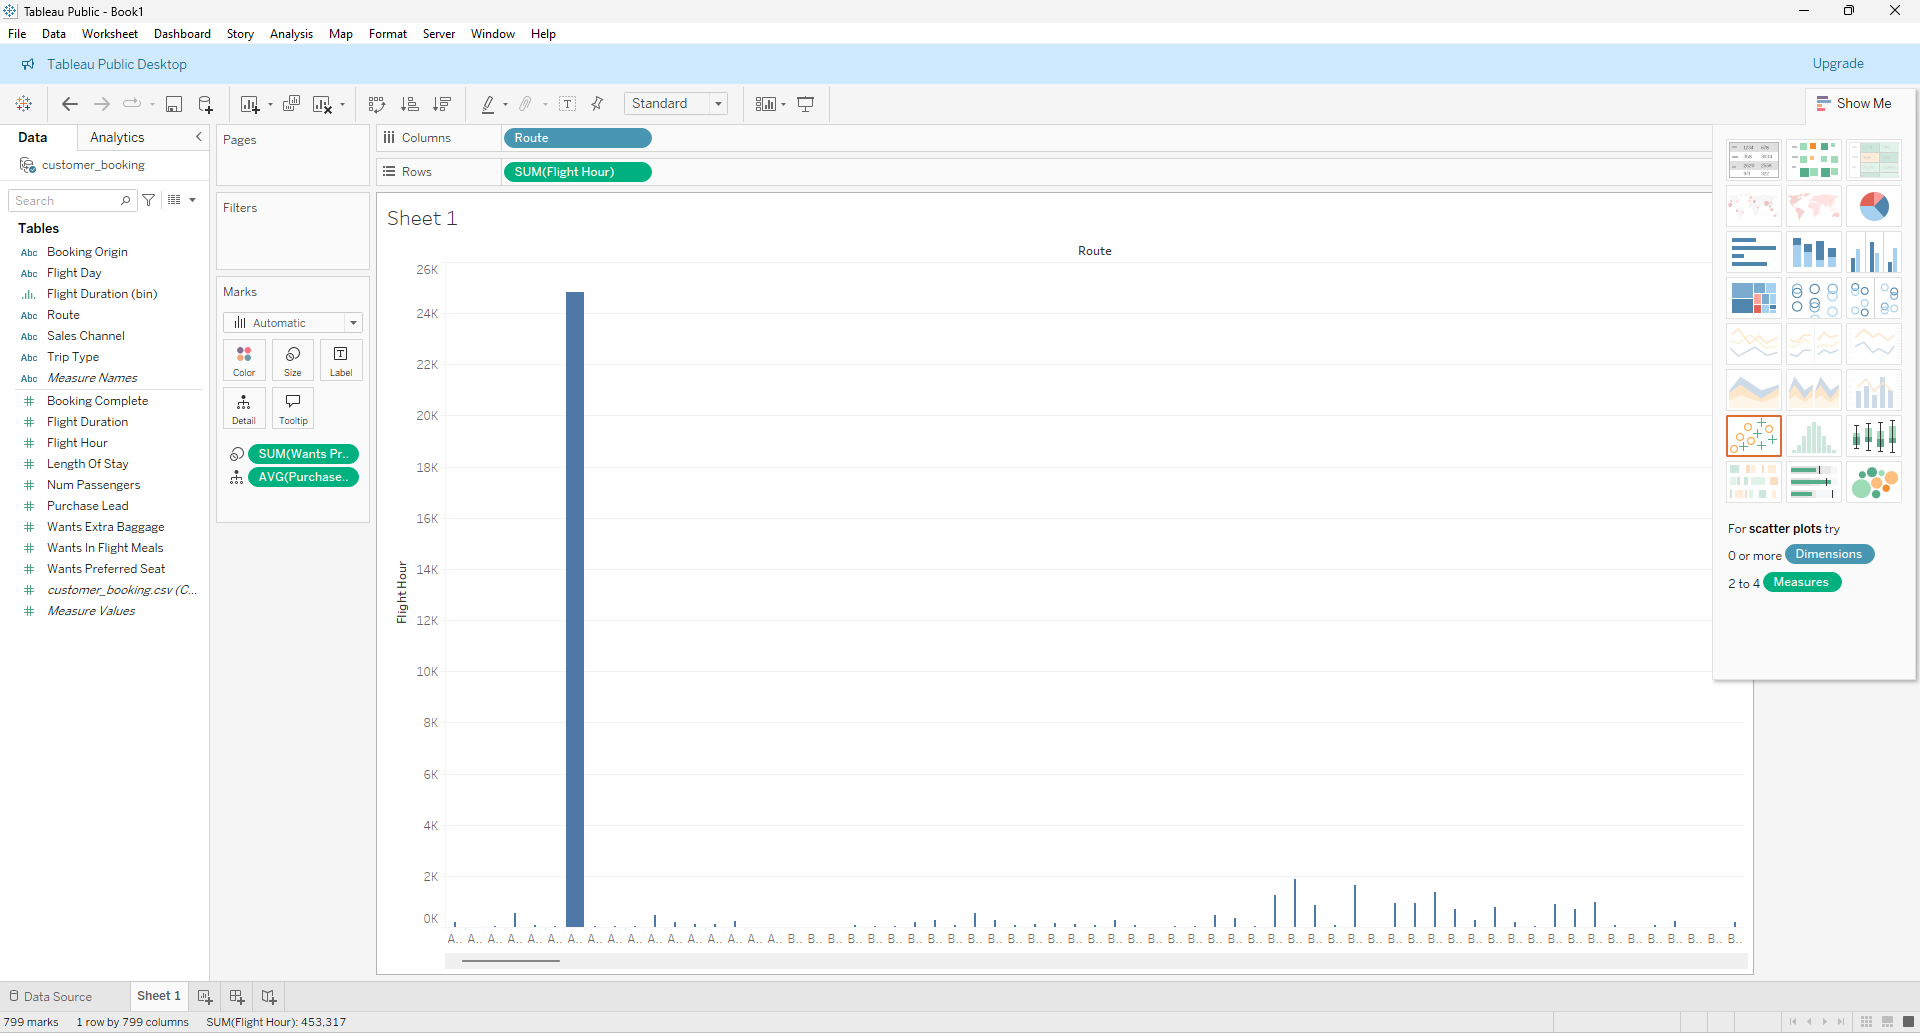 Tableau Public - Book1
File Data Worksheet Dashboard Story Analysis Map Format Server Window Help
Tableau Public Desktop
Upgrade
Standard
Show Me
Data
Analytics
customer_booking
Search
Tables
Abc Booking Origin
Abc Flight Day
Flight Duration (bin)
Abc Route
Abc Sales Channel
Abc Trip Type
Abc Measure Names
# Booking Complete
# Flight Duration
# Flight Hour
# Length Of Stay
# Num Passengers
# Purchase Lead
# Wants Extra Baggage
# Wants In Flight Meals
# Wants Preferred Seat
# customer_booking.csv (C...
# Measure Values
Pages
Filters
Marks
Automatic
Color Size Label
Detail Tooltip
SUM(Wants Pr..
AVG(Purchase..
Columns Route
Rows SUM(Flight Hour)
Sheet 1
Route
Flight Hour
26K
24K
22K
20K
18K
16K
14K
12K
10K
8K
6K
4K
2K
0K
A.. A.. A.. A.. A.. A.. A.. A.. A.. A.. A.. A.. A.. A.. A.. A.. A.. B.. B.. B.. B.. B.. B.. B.. B.. B.. B.. B.. B.. B.. B.. B.. B.. B.. B.. B.. B.. B.. B.. B.. B.. B.. B.. B.. B.. B.. B.. B.. B.. B.. B.. B.. B.. B.. B.. B.. B.. B.. B.. B.. B.. B.. B.. B.. B..
For scatter plots try
0 or more Dimensions
2 to 4 Measures
Data Source
Sheet 1
799 marks 1 row by 799 columns SUM(Flight Hour): 453,317